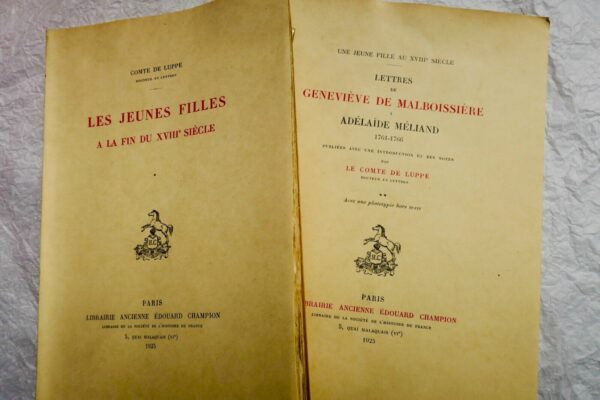 COMTE DE LUPPÉ
DOCTEUR ÈS LETTRES
LES JEUNES FILLES
A LA FIN DU XVIIIᵉ SIÈCLE
PARIS
LIBRAIRIE ANCIENNE ÉDOUARD CHAMPION
LIBRAIRE DE LA SOCIÉTÉ DE L'HISTOIRE DE FRANCE
5, QUAI MALAQUAIS (VIᵉ)
1925
UNE JEUNE FILLE AU XVIIIᵉ SIÈCLE
LETTRES
DE
GENEVIÈVE DE MALBOISSIÈRE
A
ADÉLAÏDE MÉLIAND
1761-1766
PUBLIÉES AVEC UNE INTRODUCTION ET DES NOTES
PAR
LE COMTE DE LUPPÉ
DOCTEUR ÈS LETTRES
**
Avec une phototypie hors texte
PARIS
BRAIRIE ANCIENNE ÉDOUARD CHAMPION
LIBRAIRE DE LA SOCIÉTÉ DE L'HISTOIRE DE FRANCE
5, QUAI MALAQUAIS (VIᵉ)
1925